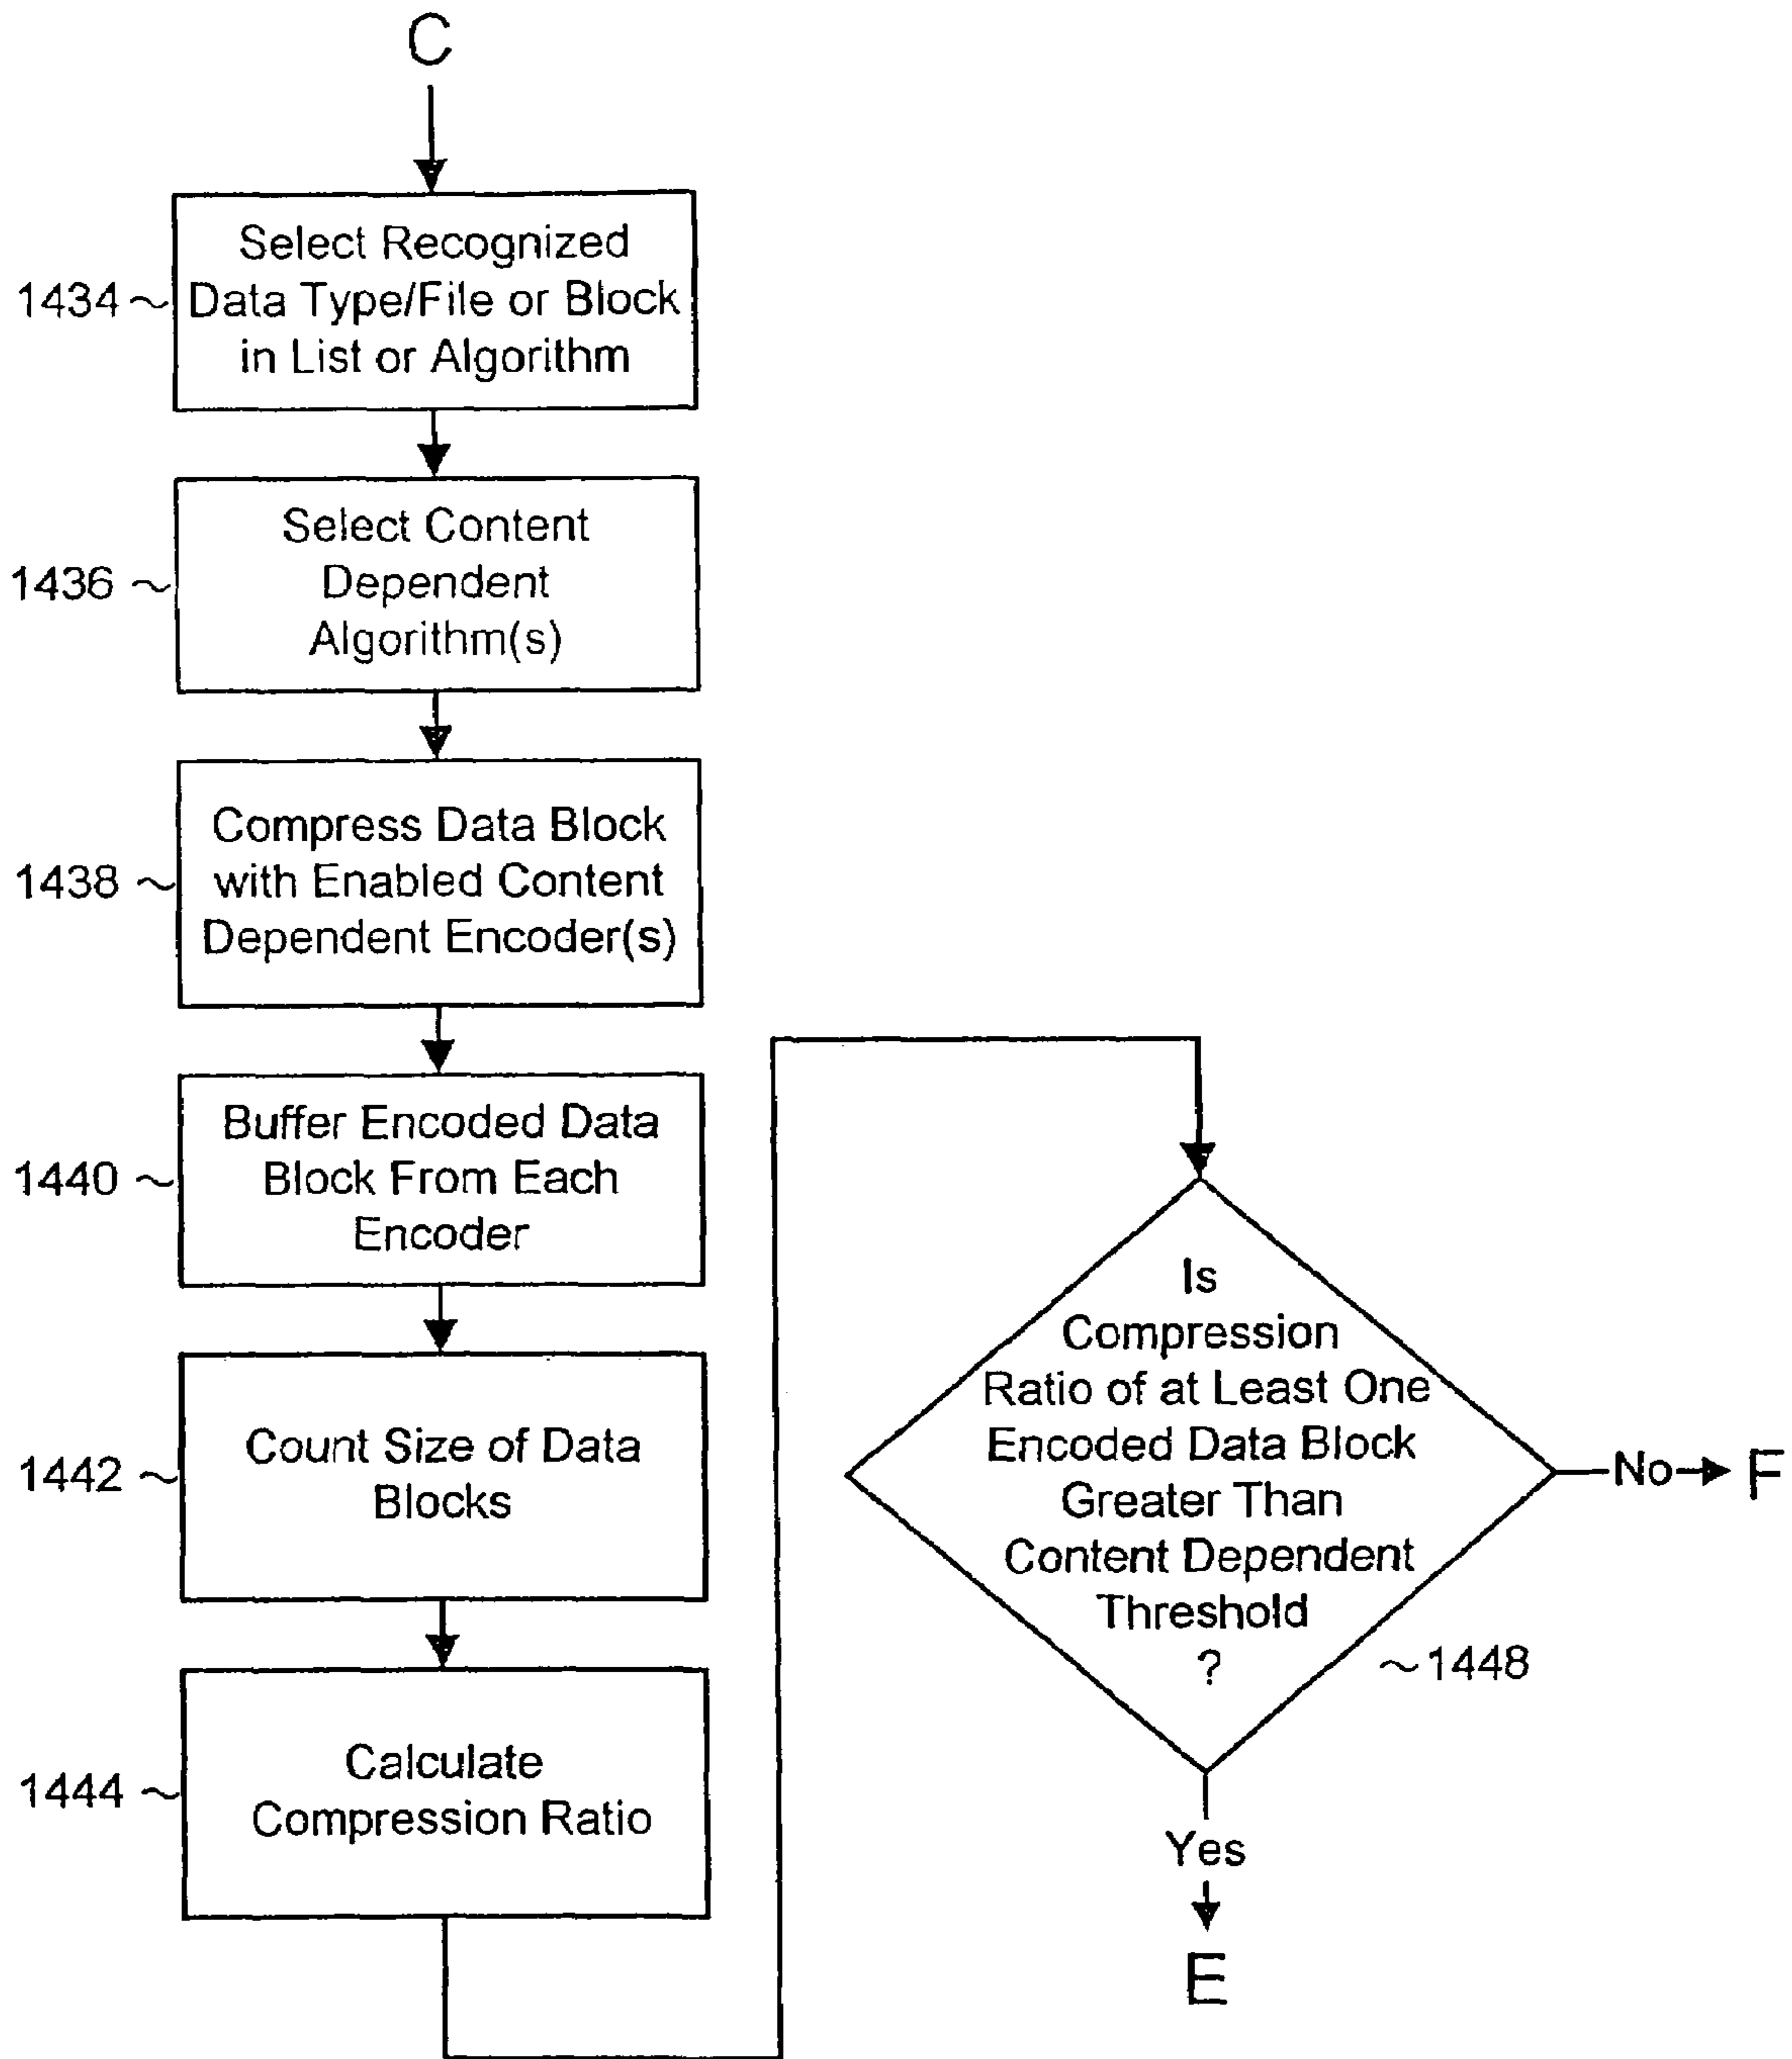 C
1434 ~
Select Recognized
Data Type/File or Block
in List or Algorithm
1436 ~
Select Content
Dependent
Algorithm(s)
1438 ~
Compress Data Block
with Enabled Content
Dependent Encoder(s)
1440 ~
Buffer Encoded Data
Block From Each
Encoder
1442 ~
Count Size of Data
Blocks
1444 ~
Calculate
Compression Ratio
Is
Compression
Ratio of at Least One
Encoded Data Block
Greater Than
Content Dependent
Threshold
?
~1448
No
F
Yes
E